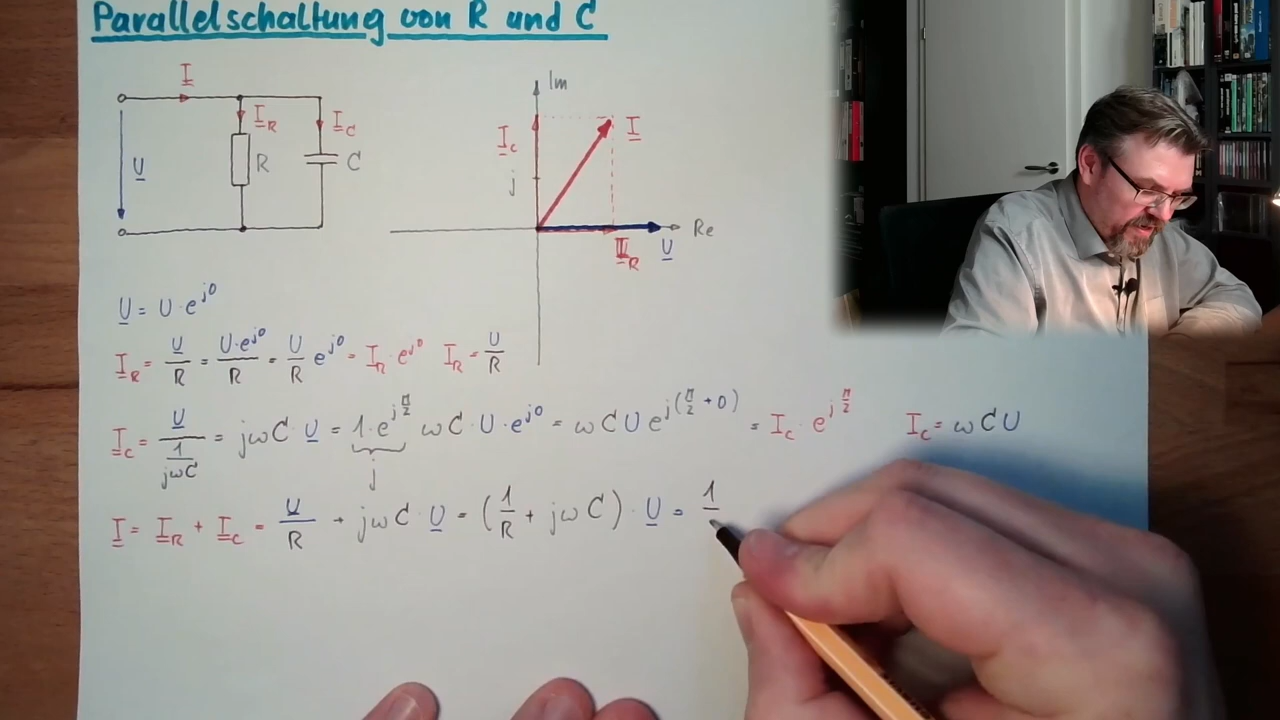 Parallelschaltung von R und C
I
I_R
I_C
U
R
C
Im
I_C
I
j
Re
I_R
U
U = U · e^{j0}
I_R = U/R = U·e^{j0}/R = U/R e^{j0} = I_R · e^{j0} I_R = U/R
I_C = U/(1/jωC) = jωC · U = 1·e^{jπ/2} ωC · U · e^{j0} = ωCU e^{j(π/2 + 0)} = I_C · e^{jπ/2} I_C = ωCU
j
I = I_R + I_C = U/R + jωC · U = (1/R + jωC) · U = 1